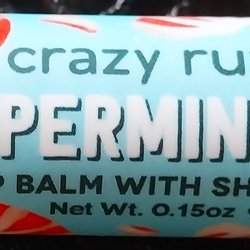 crazy ru
PERMIN
P BALM WITH SH
Net Wt. 0.15oz